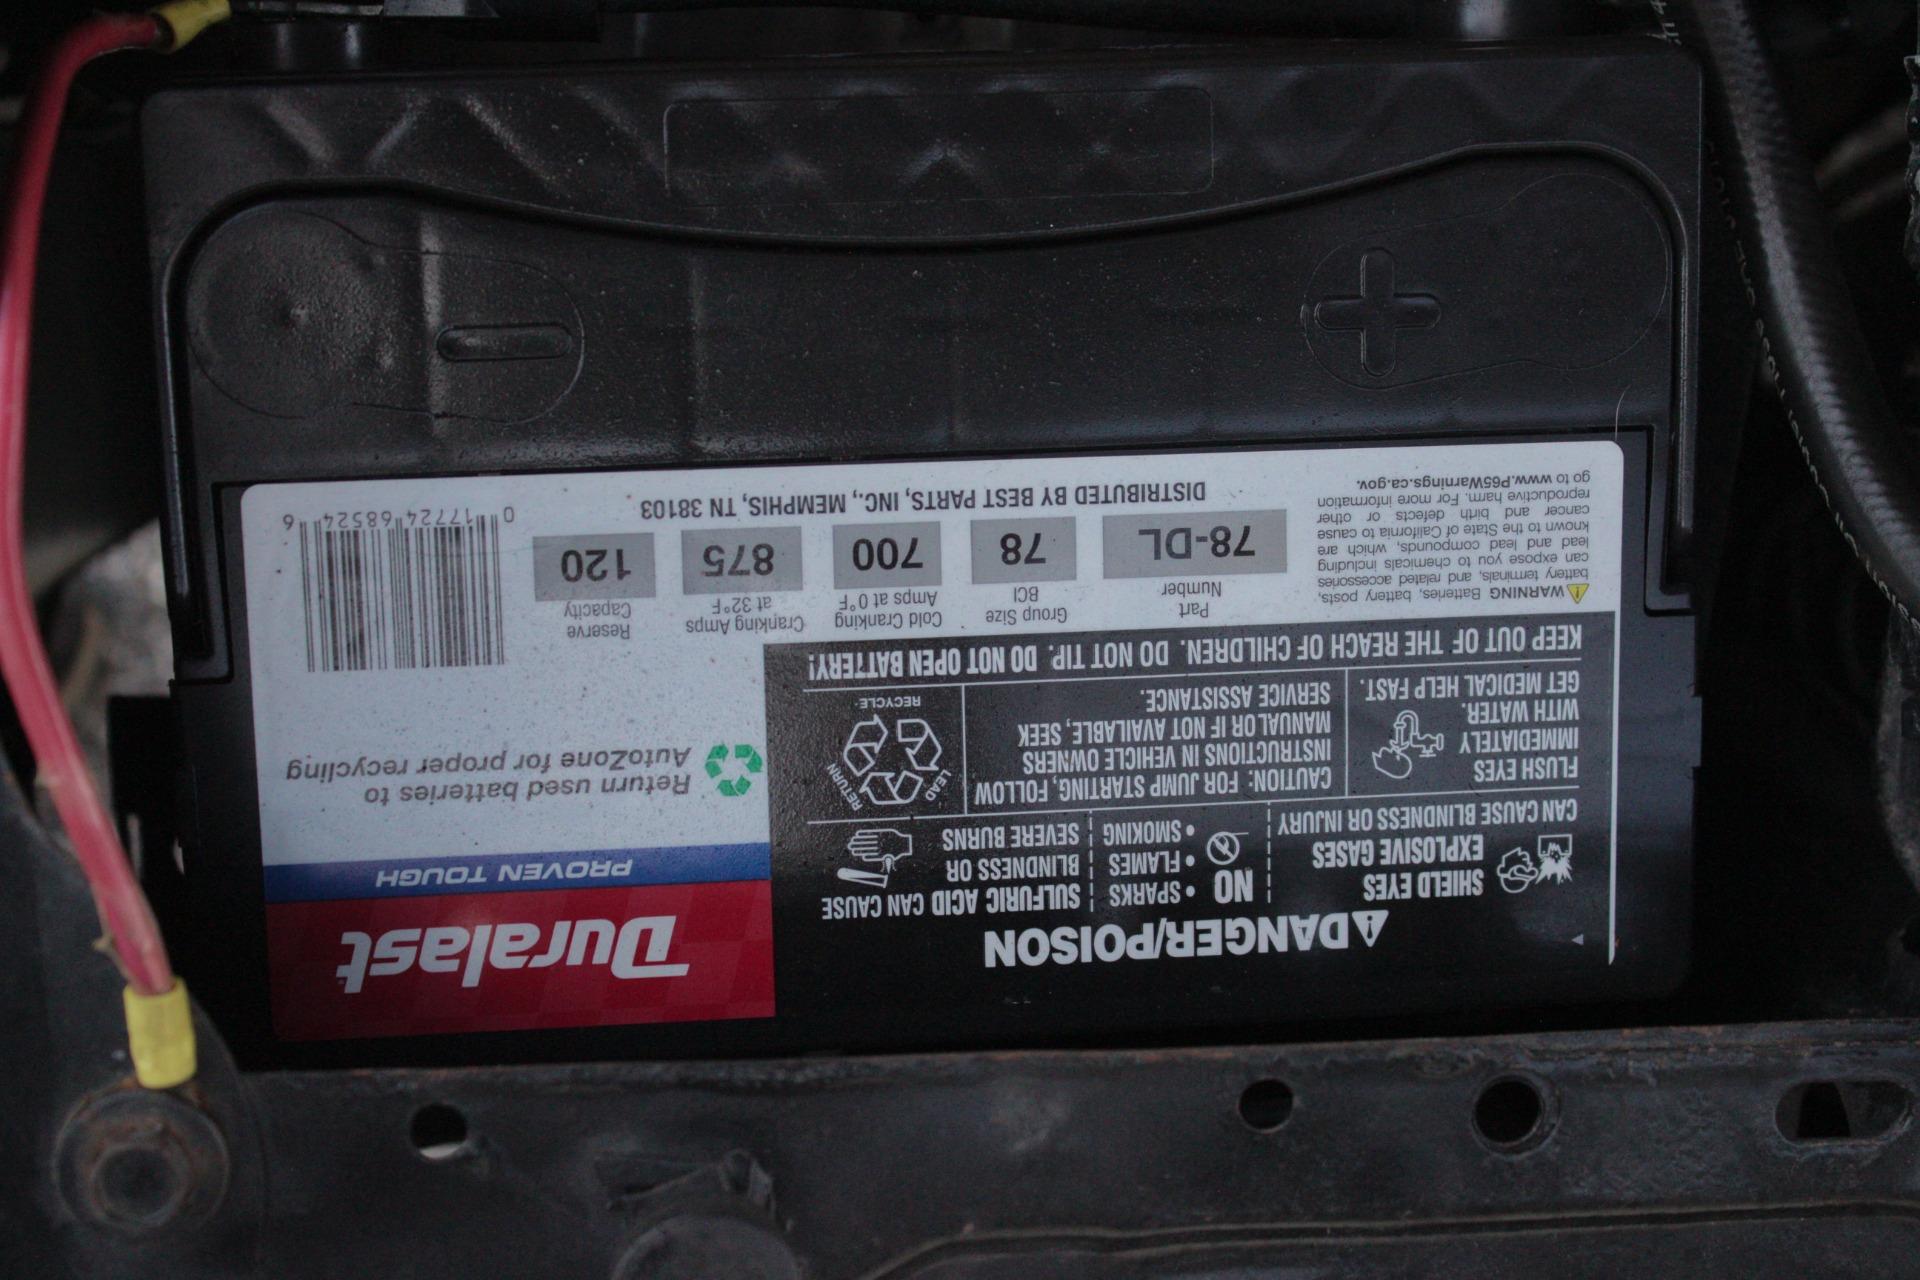 DANGER/POISON
SHIELD EYES
EXPLOSIVE GASES
CAN CAUSE BLINDNESS OR INJURY
NO
• SPARKS
• FLAMES
• SMOKING
SULFURIC ACID CAN CAUSE
BLINDNESS OR
SEVERE BURNS
FLUSH EYES
IMMEDIATELY
WITH WATER.
GET MEDICAL HELP FAST.
CAUTION: FOR JUMP STARTING, FOLLOW
INSTRUCTIONS IN VEHICLE OWNERS
MANUAL OR IF NOT AVAILABLE, SEEK
SERVICE ASSISTANCE.
LEAD
RETURN
RECYCLE
KEEP OUT OF THE REACH OF CHILDREN. DO NOT TIP. DO NOT OPEN BATTERY!
Duralast
PROVEN TOUGH
Return used batteries to
AutoZone for proper recycling
WARNING: Batteries, battery posts,
battery terminals, and related accessories
can expose you to chemicals including
lead and lead compounds, which are
known to the State of California to cause
cancer and birth defects or other
reproductive harm. For more information
go to www.P65Warnings.ca.gov.
Part
Number
78-DL
Group Size
BCI
78
Cold Cranking
Amps at 0°F
700
Cranking Amps
at 32°F
875
Reserve
Capacity
120
DISTRIBUTED BY BEST PARTS, INC., MEMPHIS, TN 38103
0 17724 68524 6